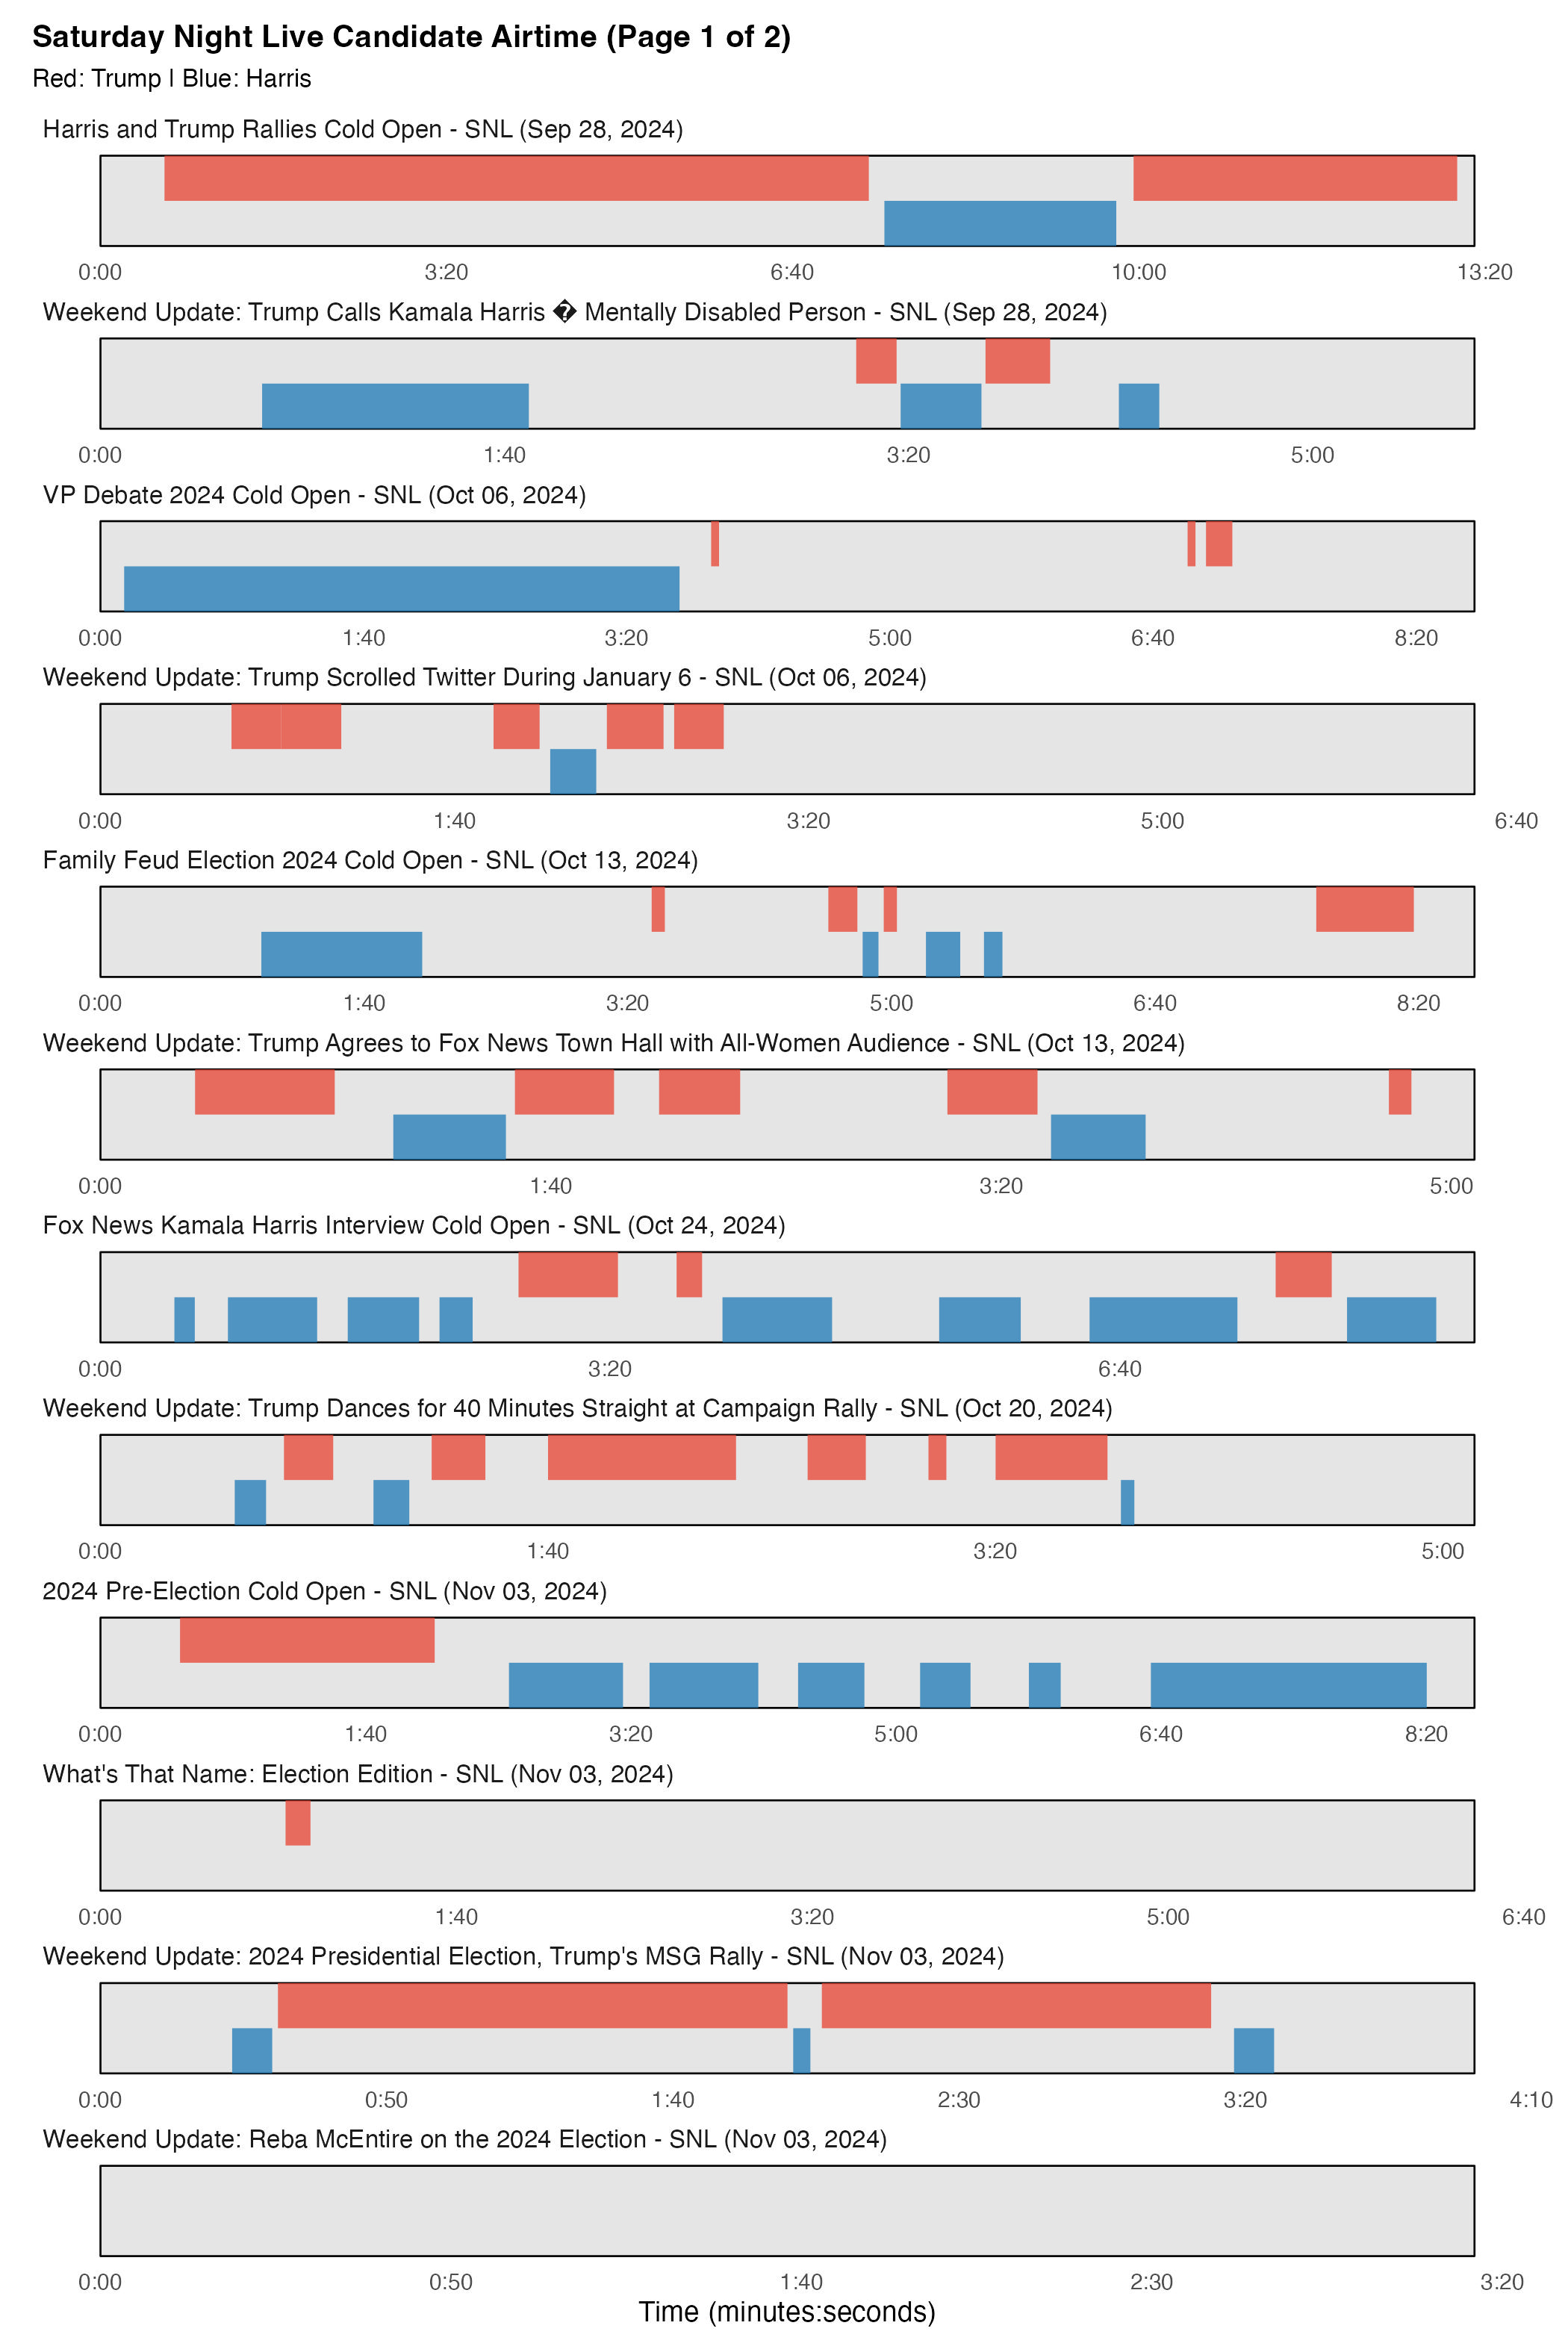 Saturday Night Live Candidate Airtime (Page 1 of 2)
Red: Trump | Blue: Harris
Harris and Trump Rallies Cold Open - SNL (Sep 28, 2024)
0:00 3:20 6:40 10:00 13:20
Weekend Update: Trump Calls Kamala Harris � Mentally Disabled Person - SNL (Sep 28, 2024)
0:00 1:40 3:20 5:00
VP Debate 2024 Cold Open - SNL (Oct 06, 2024)
0:00 1:40 3:20 5:00 6:40 8:20
Weekend Update: Trump Scrolled Twitter During January 6 - SNL (Oct 06, 2024)
0:00 1:40 3:20 5:00 6:40
Family Feud Election 2024 Cold Open - SNL (Oct 13, 2024)
0:00 1:40 3:20 5:00 6:40 8:20
Weekend Update: Trump Agrees to Fox News Town Hall with All-Women Audience - SNL (Oct 13, 2024)
0:00 1:40 3:20 5:00
Fox News Kamala Harris Interview Cold Open - SNL (Oct 24, 2024)
0:00 3:20 6:40
Weekend Update: Trump Dances for 40 Minutes Straight at Campaign Rally - SNL (Oct 20, 2024)
0:00 1:40 3:20 5:00
2024 Pre-Election Cold Open - SNL (Nov 03, 2024)
0:00 1:40 3:20 5:00 6:40 8:20
What's That Name: Election Edition - SNL (Nov 03, 2024)
0:00 1:40 3:20 5:00 6:40
Weekend Update: 2024 Presidential Election, Trump's MSG Rally - SNL (Nov 03, 2024)
0:00 0:50 1:40 2:30 3:20 4:10
Weekend Update: Reba McEntire on the 2024 Election - SNL (Nov 03, 2024)
0:00 0:50 1:40 2:30 3:20
Time (minutes:seconds)